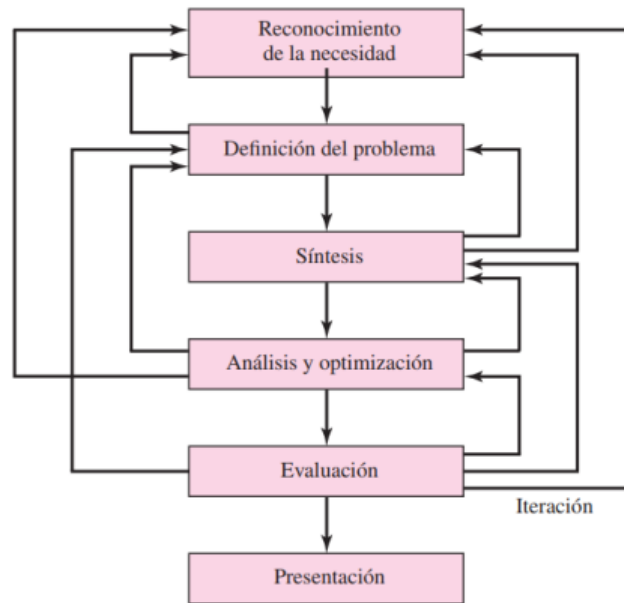 Reconocimiento
de la necesidad
Definición del problema
Síntesis
Análisis y optimización
Evaluación
Iteración
Presentación